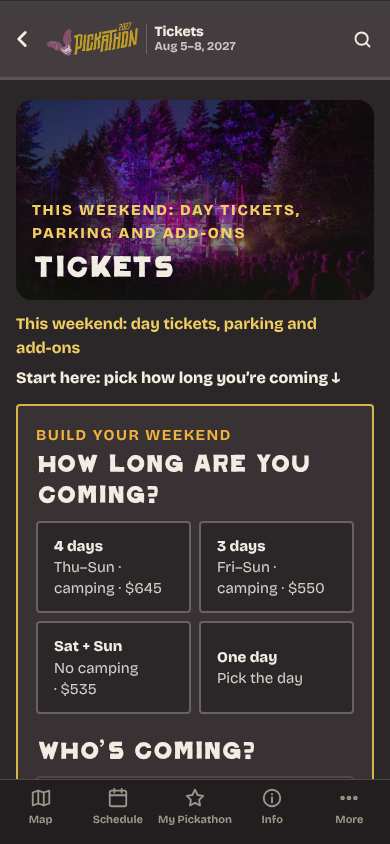 2027
PICKATHON
Tickets
Aug 5–8, 2027
THIS WEEKEND: DAY TICKETS,
PARKING AND ADD-ONS
TICKETS
This weekend: day tickets, parking and
add-ons
Start here: pick how long you're coming ↓
BUILD YOUR WEEKEND
HOW LONG ARE YOU
COMING?
4 days
Thu–Sun ·
camping · $645
3 days
Fri–Sun ·
camping · $550
Sat + Sun
No camping
· $535
One day
Pick the day
WHO'S COMING?
Map
Schedule
My Pickathon
Info
More